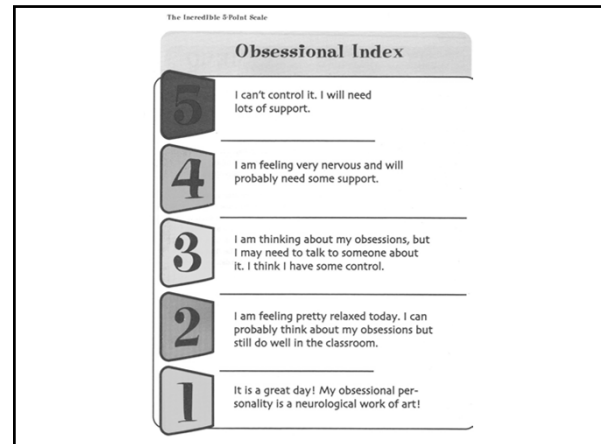 The Incredible 5-Point Scale
Obsessional Index
5
I can't control it. I will need
lots of support.
4
I am feeling very nervous and will
probably need some support.
3
I am thinking about my obsessions, but
I may need to talk to someone about
it. I think I have some control.
2
I am feeling pretty relaxed today. I can
probably think about my obsessions but
still do well in the classroom.
1
It is a great day! My obsessional per-
sonality is a neurological work of art!